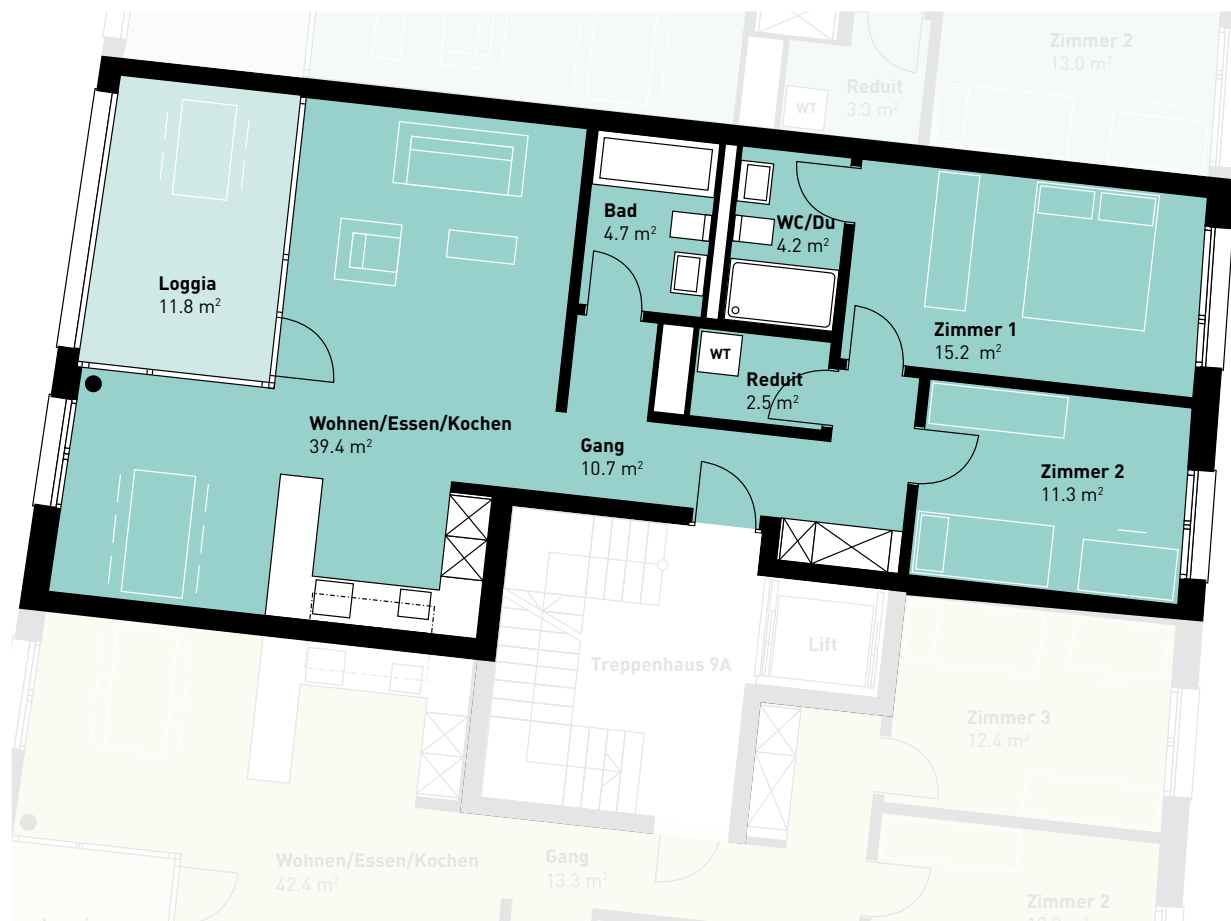 Zimmer 2
13.0 m²
Reduit
3.3 m²
WT
Bad
4.7 m²
WC/Du
4.2 m²
Loggia
11.8 m²
Zimmer 1
15.2 m²
WT
Reduit
2.5 m²
Wohnen/Essen/Kochen
39.4 m²
Gang
10.7 m²
Zimmer 2
11.3 m²
Treppenhaus 9A
Lift
Zimmer 3
12.4 m²
Wohnen/Essen/Kochen
42.4 m²
Gang
13.3 m²
Zimmer 2